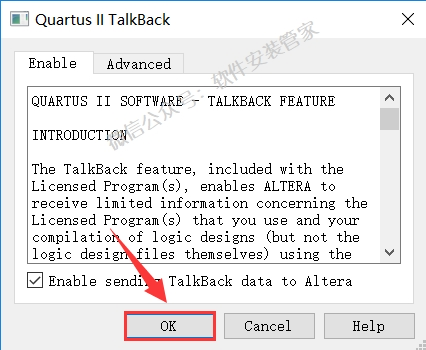 Quartus II TalkBack
Enable
Advanced
QUARTUS II SOFTWARE - TALKBACK FEATURE
INTRODUCTION
The TalkBack feature, included with the
Licensed Program(s), enables ALTERA to
receive limited information concerning the
Licensed Program(s) that you use and your
compilation of logic designs (but not the
logic design files themselves) using the
Enable sending TalkBack data to Altera
OK
Cancel
Help
微信公众号：软件安装管家